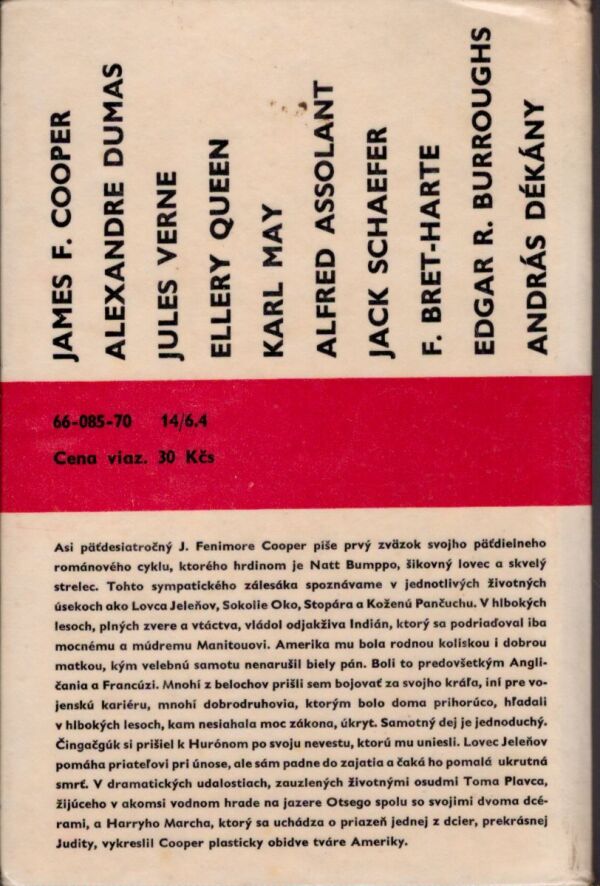 JAMES F. COOPER
ALEXANDRE DUMAS
JULES VERNE
ELLERY QUEEN
KARL MAY
ALFRED ASSOLANT
JACK SCHAEFER
F. BRET-HARTE
EDGAR R. BURROUGHS
ANDRÁS DÉKÁNY
66-085-70 14/6.4
Cena viaz. 30 Kčs
Asi päťdesiatročný J. Fenimore Cooper píše prvý zväzok svojho päťdielneho
románového cyklu, ktorého hrdinom je Natt Bumppo, šikovný lovec a skvelý
strelec. Tohto sympatického zálesáka spoznávame v jednotlivých životných
úsekoch ako Lovca Jeleňov, Sokolie Oko, Stopára a Koženú Pančuchu. V hlbokých
lesoch, plných zvere a vtáctva, vládol odjakživa Indián, ktorý sa podriaďoval iba
mocnému a múdremu Manitouovi. Amerika mu bola rodnou kolískou i dobrou
matkou, kým velebnú samotu nenarušil biely pán. Boli to predovšetkým Angli-
čania a Francúzi. Mnohí z belochov prišli sem bojovať za svojho kráľa, iní pre vo-
jenskú kariéru, mnohí dobrodruhovia, ktorým bolo doma prihorúco, hľadali
v hlbokých lesoch, kam nesiahala moc zákona, úkryt. Samotný dej je jednoduchý.
Čingačgúk si prišiel k Hurónom po svoju nevestu, ktorú mu uniesli. Lovec Jeleňov
pomáha priateľovi pri únose, ale sám padne do zajatia a čaká ho pomalá ukrutná
smrť. V dramatických udalostiach, zauzlených životnými osudmi Toma Plavca,
žijúceho v akomsi vodnom hrade na jazere Otsego spolu so svojimi dvoma dcé-
rami, a Harryho Marcha, ktorý sa uchádza o priazeň jednej z dcier, prekrásnej
Judity, vykreslil Cooper plasticky obidve tváre Ameriky.